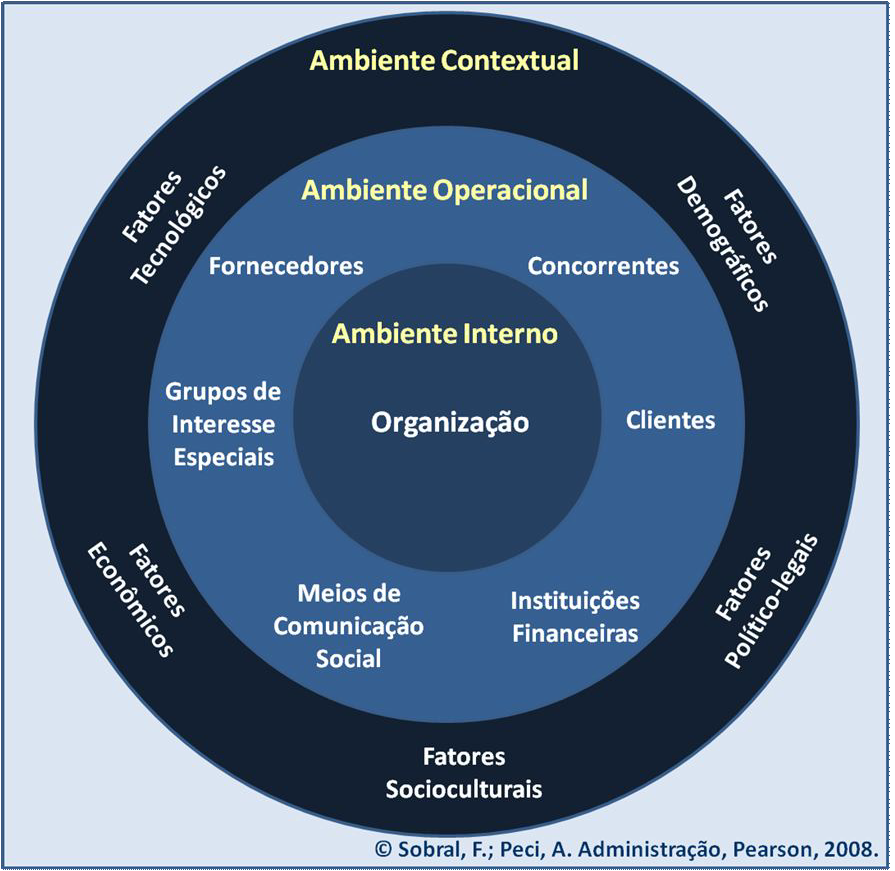 Ambiente Contextual
Fatores
Tecnológicos
Fatores
Demográficos
Ambiente Operacional
Fornecedores
Concorrentes
Ambiente Interno
Grupos de
Interesse
Especiais
Organização
Clientes
Fatores
Econômicos
Meios de
Comunicação
Social
Instituições
Financeiras
Fatores
Político-legais
Fatores
Socioculturais
© Sobral, F.; Peci, A. Administração, Pearson, 2008.